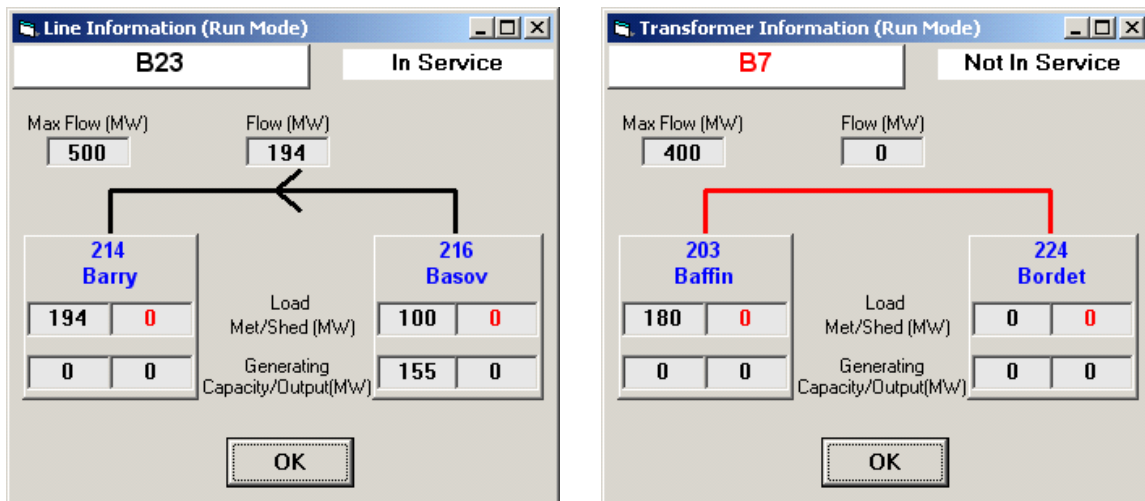 Line Information (Run Mode)
B23
In Service
Max Flow (MW)
Flow (MW)
500
194
214
Barry
216
Basov
Load
Met/Shed (MW)
194
0
100
0
Generating
Capacity/Output(MW)
0
0
155
0
OK
Transformer Information (Run Mode)
B7
Not In Service
Max Flow (MW)
Flow (MW)
400
0
203
Baffin
224
Bordet
Load
Met/Shed (MW)
180
0
0
0
Generating
Capacity/Output(MW)
0
0
0
0
OK